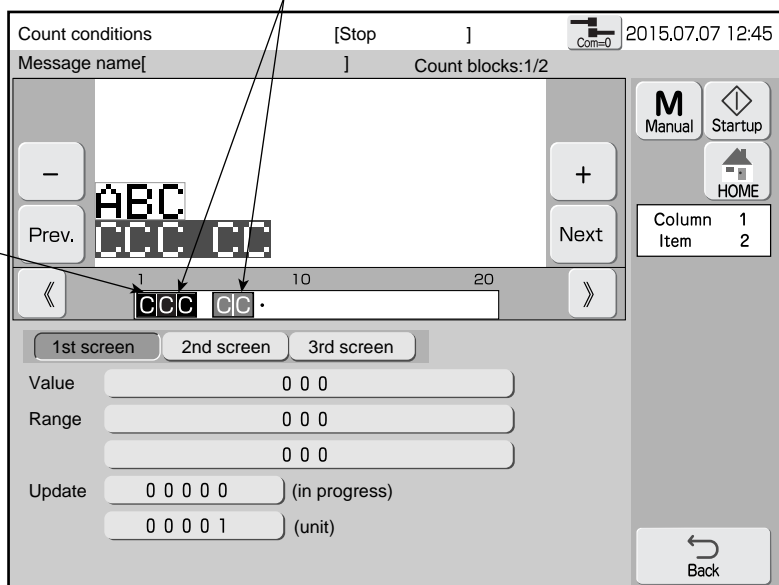 Count conditions [Stop ] Com=0 2015.07.07 12:45
Message name[ ] Count blocks:1/2
M Manual Startup
- + HOME
ABC
Prev. CCC CC Next Column 1
Item 2
1 10 20
《 CCC CC · 》
1st screen 2nd screen 3rd screen
Value 0 0 0
Range 0 0 0
0 0 0
Update 0 0 0 0 0 (in progress)
0 0 0 0 1 (unit)
Back